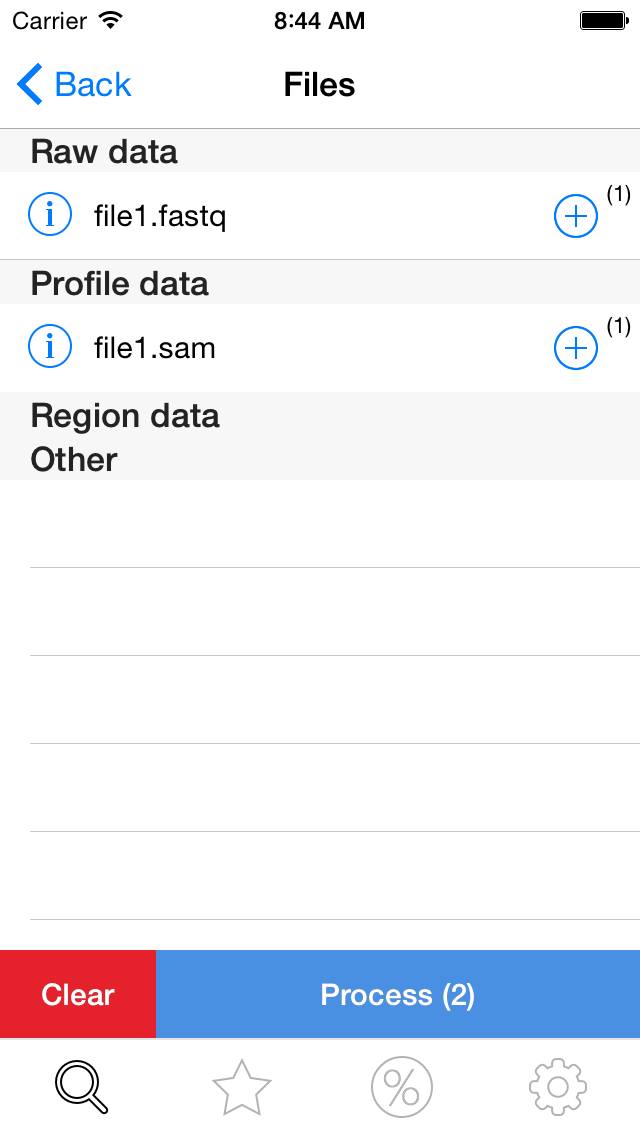 Carrier 8:44 AM
Back Files
Raw data
i file1.fastq (1)
Profile data
i file1.sam (1)
Region data
Other
Clear Process (2)
%